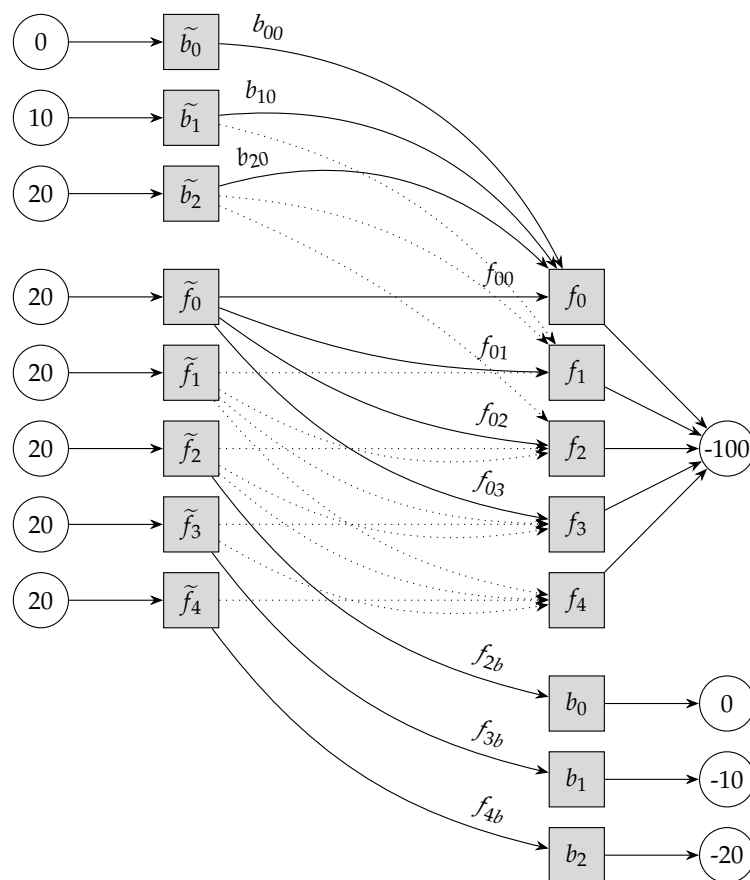 0 b̃₀ b₀₀
10 b̃₁ b₁₀
20 b̃₂ b₂₀
20 f̃₀ f₀₀ f₀
20 f̃₁ f₀₁ f₁
20 f̃₂ f₀₂ f₂ -100
20 f̃₃ f₀₃ f₃
20 f̃₄ f₄
f₂b b₀ 0
f₃b b₁ -10
f₄b b₂ -20